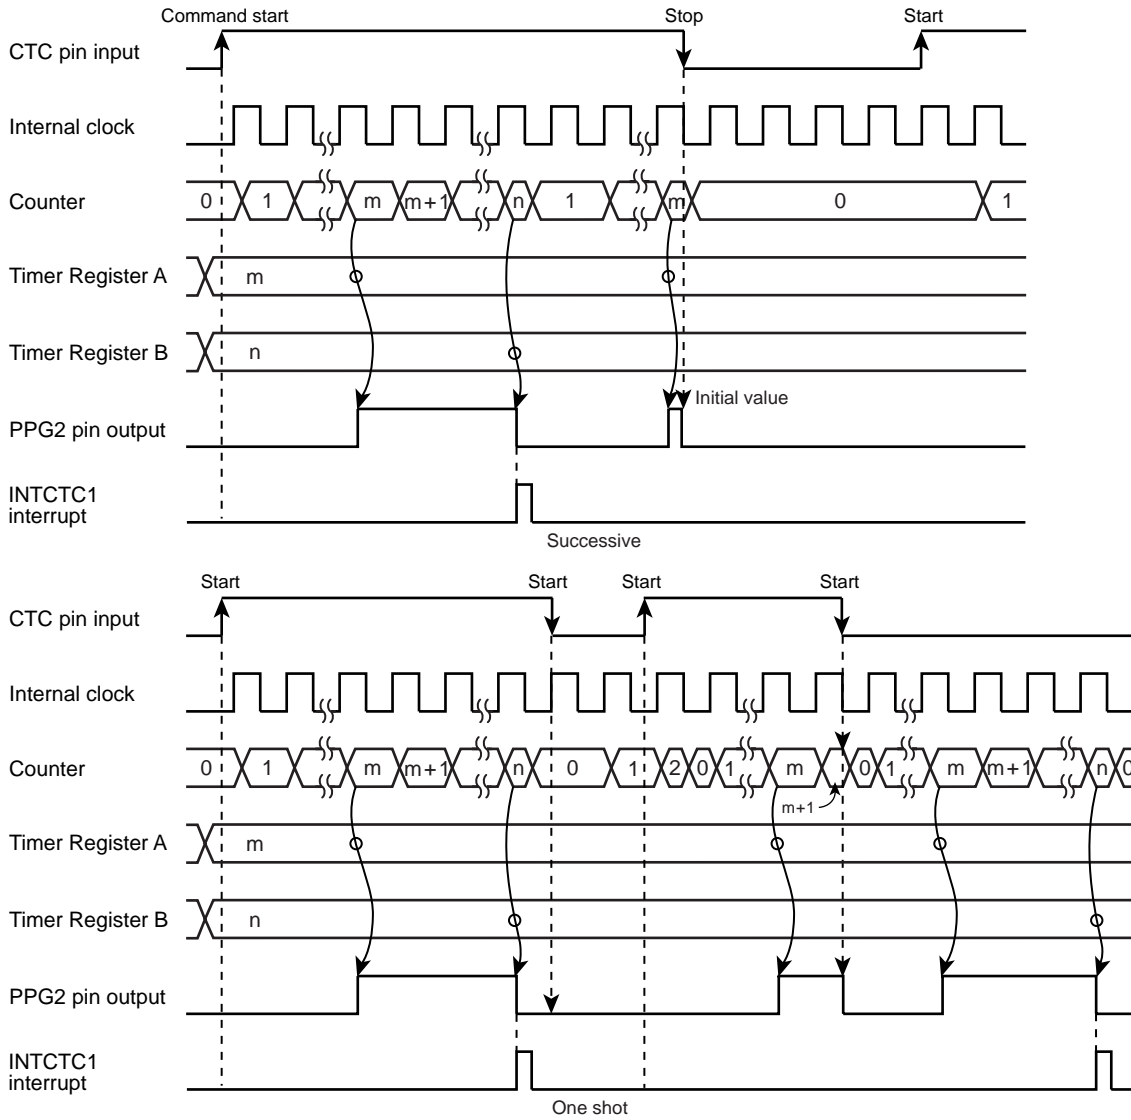 Command start Stop Start
CTC pin input
Internal clock
Counter 0 1 m m+1 n 1 m 0 1
Timer Register A m
Timer Register B n
Initial value
PPG2 pin output
INTCTC1
interrupt
Successive
Start Start Start Start
CTC pin input
Internal clock
Counter 0 1 m m+1 n 0 1 2 0 1 m 0 1 m m+1 n 0
m+1
Timer Register A m
Timer Register B n
PPG2 pin output
INTCTC1
interrupt
One shot